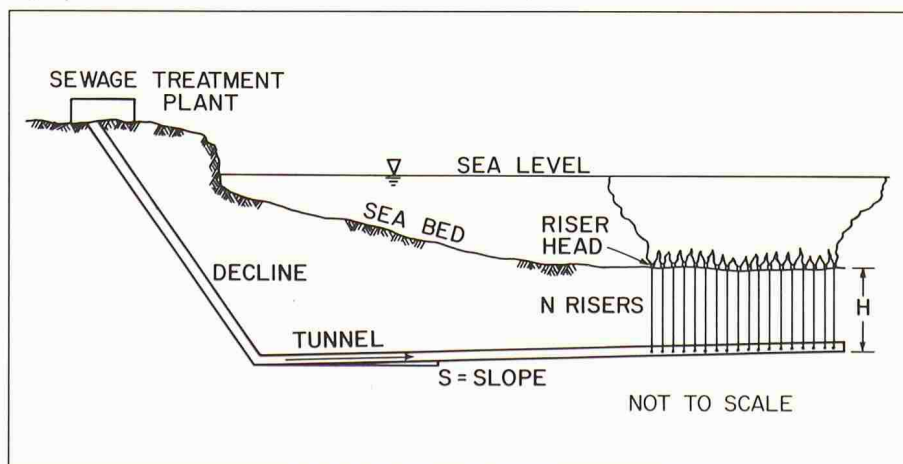 SEWAGE TREATMENT
PLANT
SEA LEVEL
SEA BED
RISER
HEAD
DECLINE
N RISERS
H
TUNNEL
S = SLOPE
NOT TO SCALE